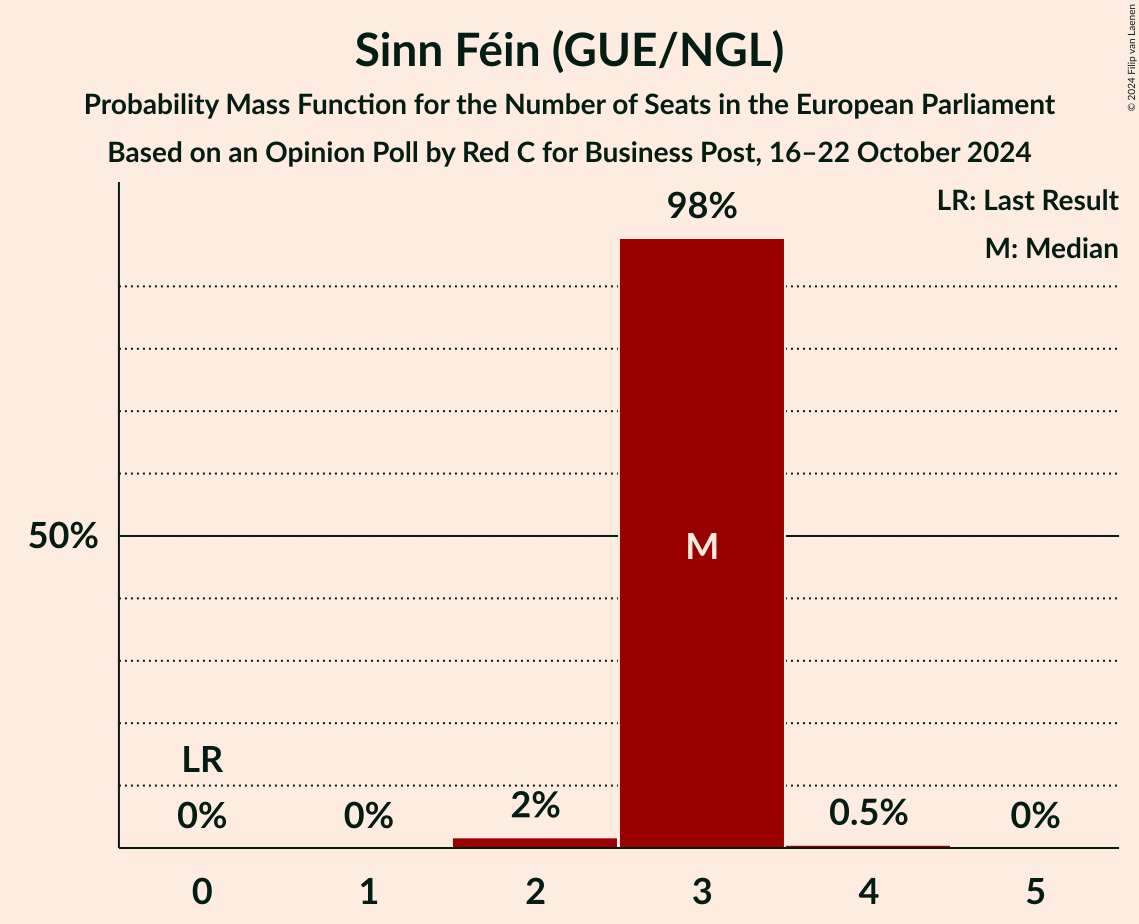 Sinn Féin (GUE/NGL)
Probability Mass Function for the Number of Seats in the European Parliament
Based on an Opinion Poll by Red C for Business Post, 16–22 October 2024
© 2024 Filip van Laenen
LR: Last Result
M: Median
98%
50%
M
LR
0%
0%
2%
0.5%
0%
0
1
2
3
4
5